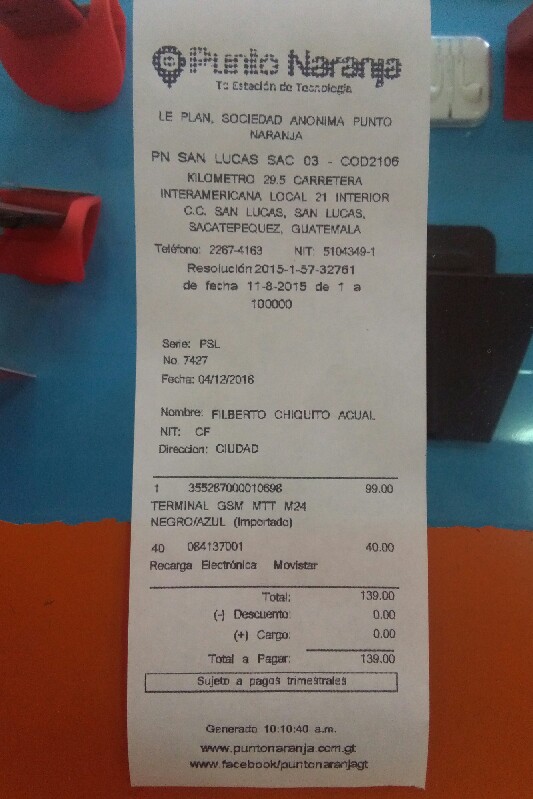 Punto Naranja
Tu Estación de Tecnología
LE PLAN, SOCIEDAD ANONIMA PUNTO
NARANJA
PN SAN LUCAS SAC 03 - COD2106
KILOMETRO 29.5 CARRETERA
INTERAMERICANA LOCAL 21 INTERIOR
C.C. SAN LUCAS, SAN LUCAS,
SACATEPEQUEZ, GUATEMALA
Teléfono: 2267-4163 NIT: 5104349-1
Resolución 2015-1-57-32761
de fecha 11-8-2015 de 1 a
100000
Serie: PSL
No. 7427
Fecha: 04/12/2016
Nombre: FILBERTO CHIQUITO ACUAL
NIT: CF
Direccion: CIUDAD
1 355287000010698 99.00
TERMINAL GSM MTT M24
NEGRO/AZUL (Importado)
40 084137001 40.00
Recarga Electrónica Movistar
Total: 139.00
(-) Descuento: 0.00
(+) Cargo: 0.00
Total a Pagar: 139.00
Sujeto a pagos trimestrales
Generado 10:10:40 a.m.
www.puntonaranja.com.gt
www.facebook/puntonaranjagt